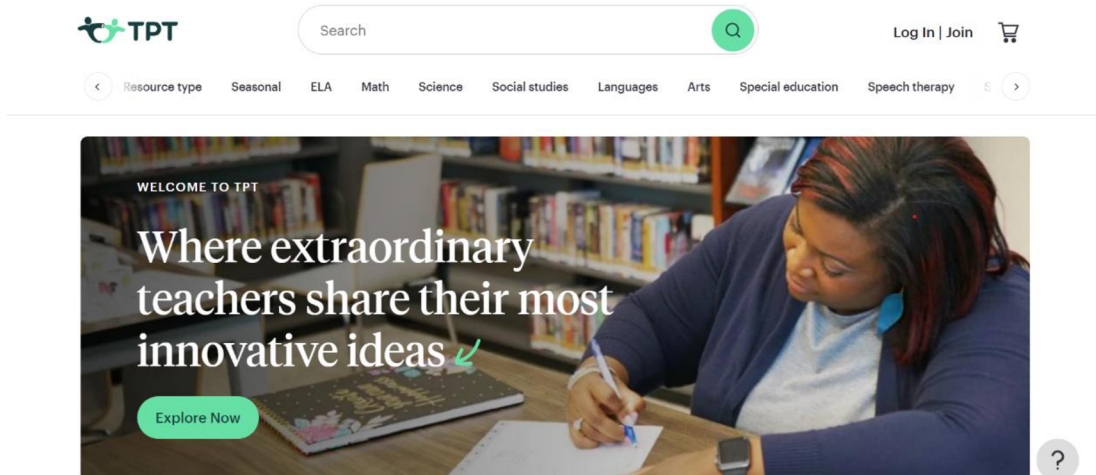 TPT
Search
Log In | Join
Resource type Seasonal ELA Math Science Social studies Languages Arts Special education Speech therapy S
WELCOME TO TPT
Where extraordinary
teachers share their most
innovative ideas
Explore Now
?